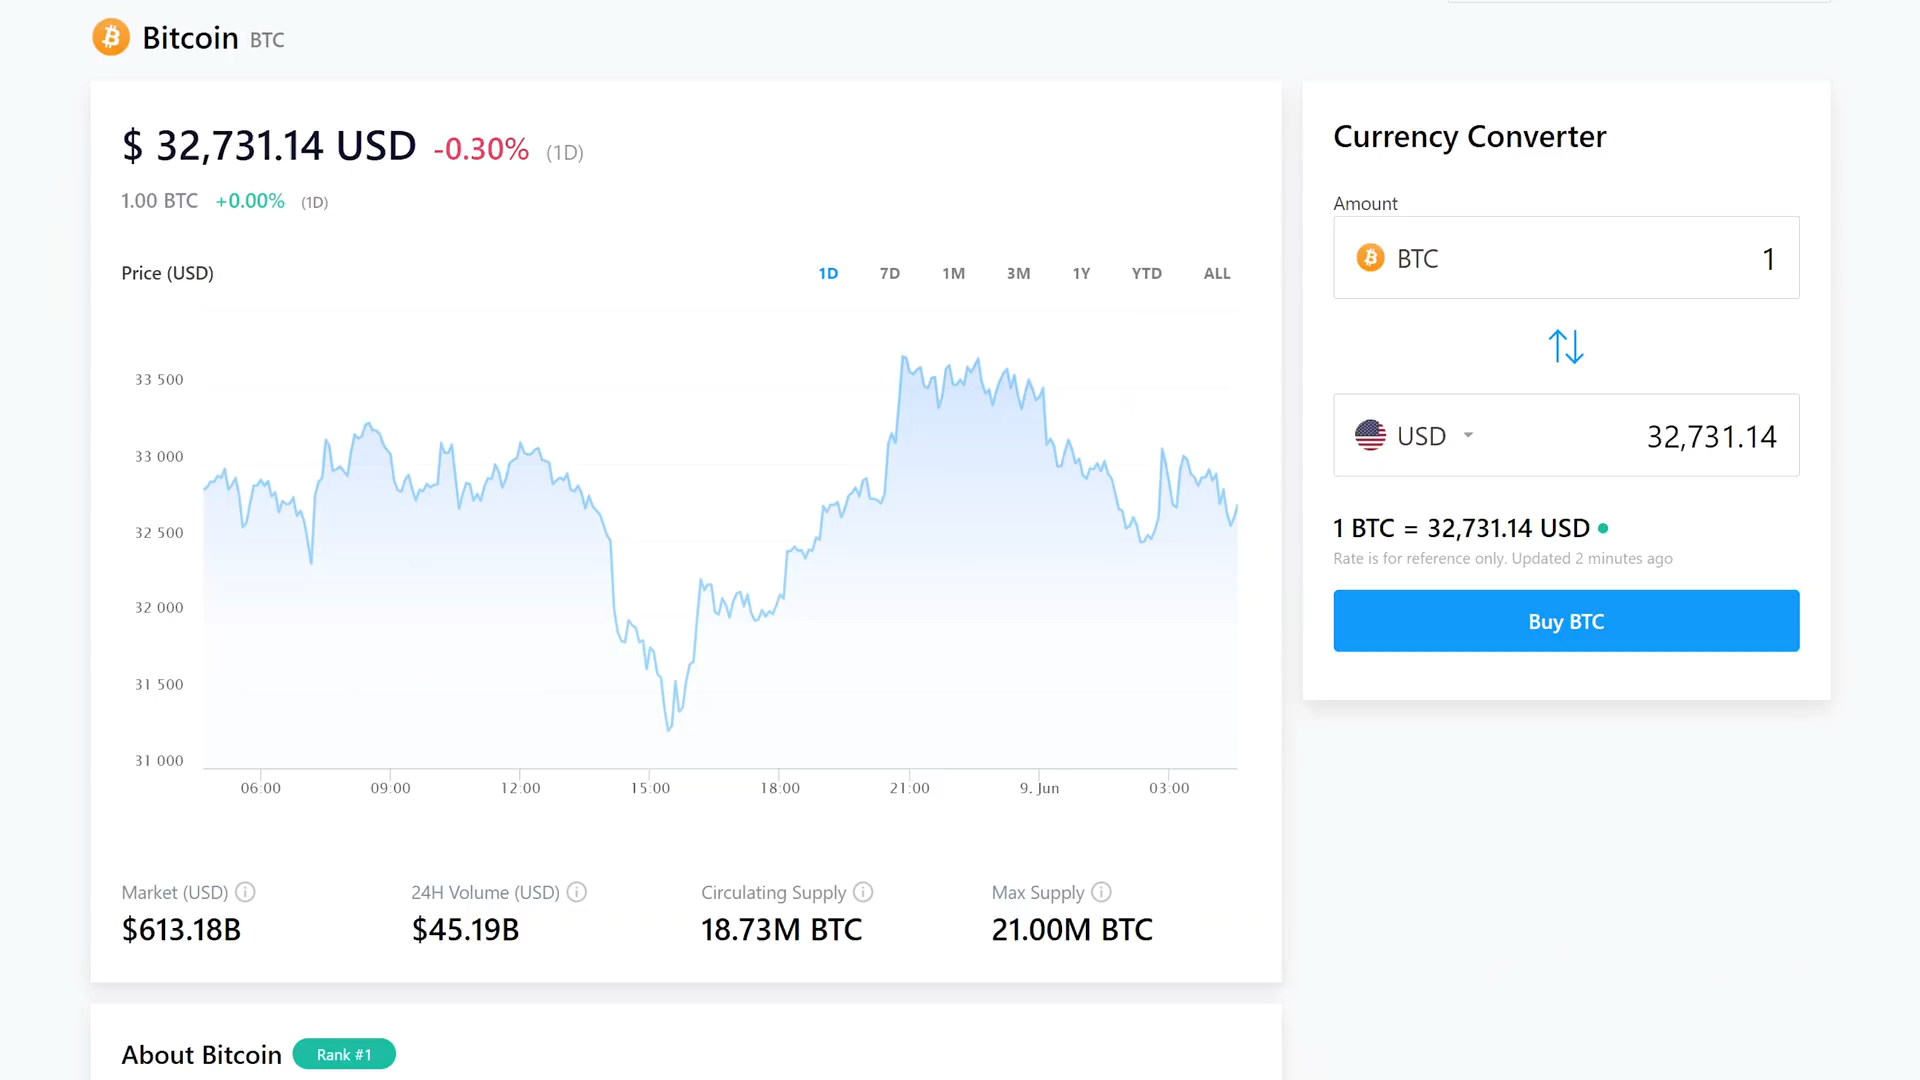 Bitcoin BTC
$ 32,731.14 USD -0.30% (1D)
1.00 BTC +0.00% (1D)
Price (USD) 1D 7D 1M 3M 1Y YTD ALL
33 500
33 000
32 500
32 000
31 500
31 000
06:00 09:00 12:00 15:00 18:00 21:00 9. Jun 03:00
Market (USD) 24H Volume (USD) Circulating Supply Max Supply
$613.18B $45.19B 18.73M BTC 21.00M BTC
About Bitcoin Rank #1
Currency Converter
Amount
BTC 1
USD 32,731.14
1 BTC = 32,731.14 USD
Rate is for reference only. Updated 2 minutes ago
Buy BTC